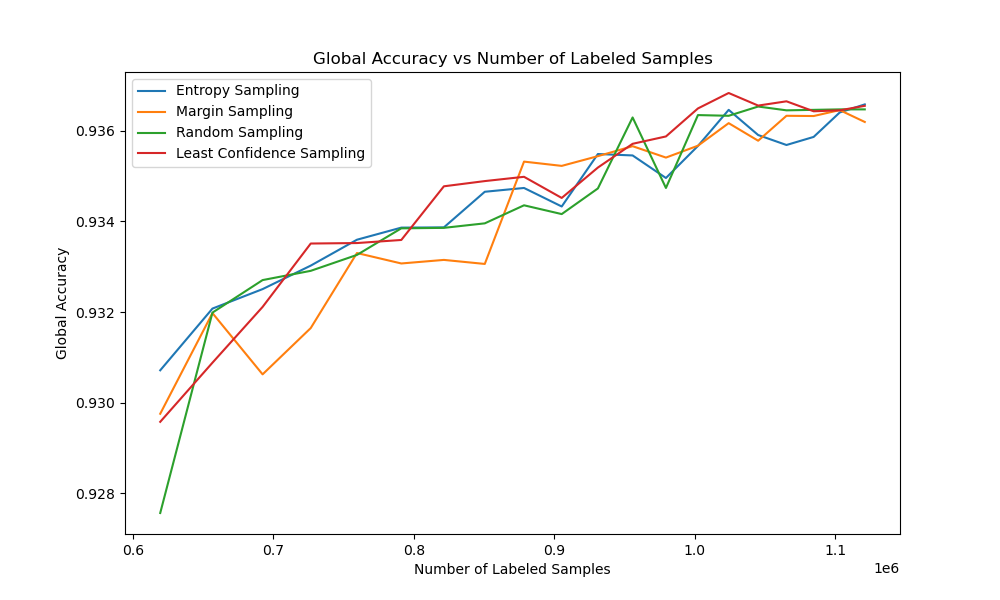 Global Accuracy vs Number of Labeled Samples
Entropy Sampling
Margin Sampling
Random Sampling
Least Confidence Sampling
Global Accuracy
0.936
0.934
0.932
0.930
0.928
0.6 0.7 0.8 0.9 1.0 1.1
1e6
Number of Labeled Samples